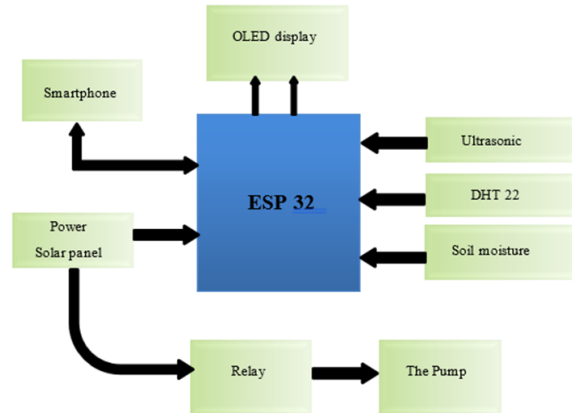 OLED display
Smartphone
Ultrasonic
ESP 32
DHT 22
Power
Solar panel
Soil moisture
Relay
The Pump